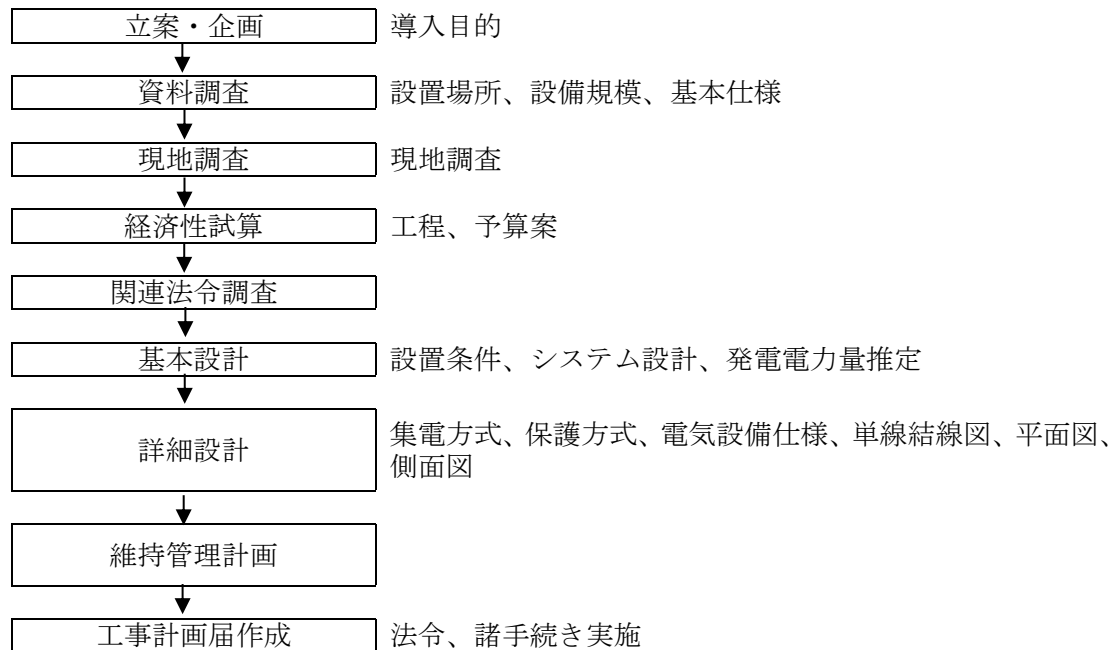 立案・企画 導入目的
資料調査 設置場所、設備規模、基本仕様
現地調査 現地調査
経済性試算 工程、予算案
関連法令調査
基本設計 設置条件、システム設計、発電電力量推定
詳細設計 集電方式、保護方式、電気設備仕様、単線結線図、平面図、
側面図
維持管理計画
工事計画届作成 法令、諸手続き実施